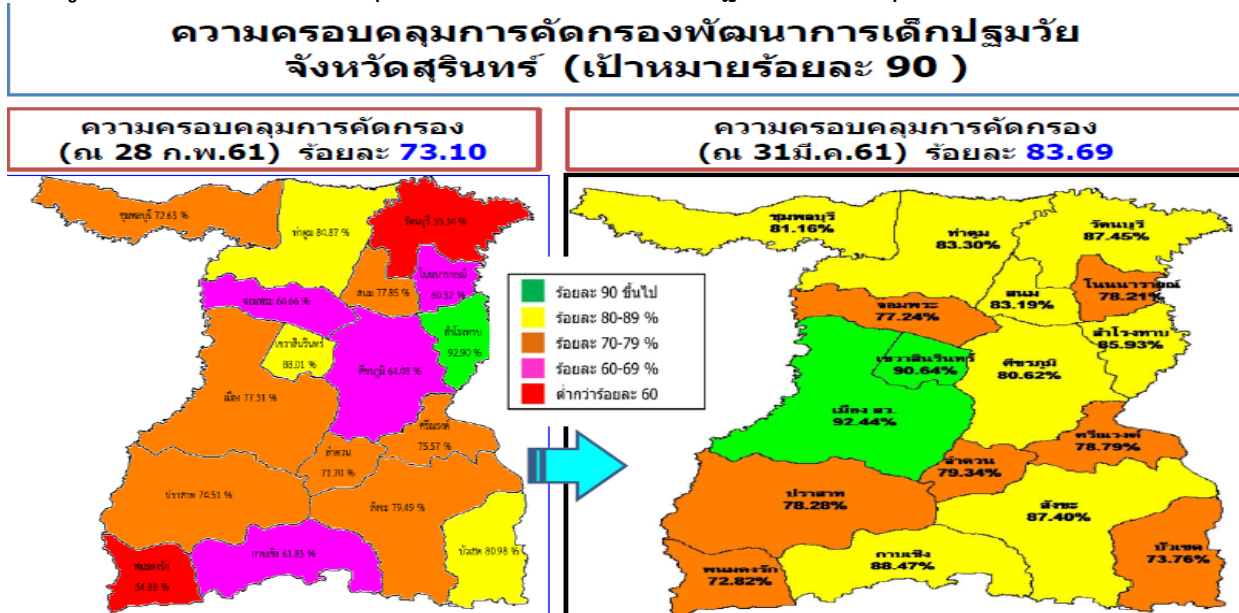 ความครอบคลุมการคัดกรองพัฒนาการเด็กปฐมวัย
จังหวัดสุรินทร์ (เป้าหมายร้อยละ 90 )
ความครอบคลุมการคัดกรอง
(ณ 28 ก.พ.61) ร้อยละ 73.10
ชุมพลบุรี 72.63 %
ท่าตูม 84.87 %
รัตนบุรี 55.54 %
สนม 77.85 %
โนนนารายณ์
60.52 %
จอมพระ 64.66 %
สำโรงทาบ
92.90 %
เขวาสินรินทร์
88.01 %
ศีขรภูมิ 64.08 %
เมือง 77.31 %
ศรีณรงค์
75.57 %
ลำดวน
71.70 %
ปราสาท 74.51 %
สังขะ 79.49 %
บัวเชด 80.98 %
กาบเชิง 61.85 %
พนมดงรัก
54.88 %
ร้อยละ 90 ขึ้นไป
ร้อยละ 80-89 %
ร้อยละ 70-79 %
ร้อยละ 60-69 %
ต่ำกว่าร้อยละ 60
ความครอบคลุมการคัดกรอง
(ณ 31มี.ค.61) ร้อยละ 83.69
ชุมพลบุรี
81.16%
ท่าตูม
83.30%
รัตนบุรี
87.45%
สนม
83.19%
โนนนารายณ์
78.21%
จอมพระ
77.24%
สำโรงทาบ
85.93%
เขวาสินรินทร์
90.64%
ศีขรภูมิ
80.62%
เมือง สร.
92.44%
ศรีณรงค์
78.79%
ลำดวน
79.34%
ปราสาท
78.28%
สังขะ
87.40%
บัวเชด
73.76%
กาบเชิง
88.47%
พนมดงรัก
72.82%